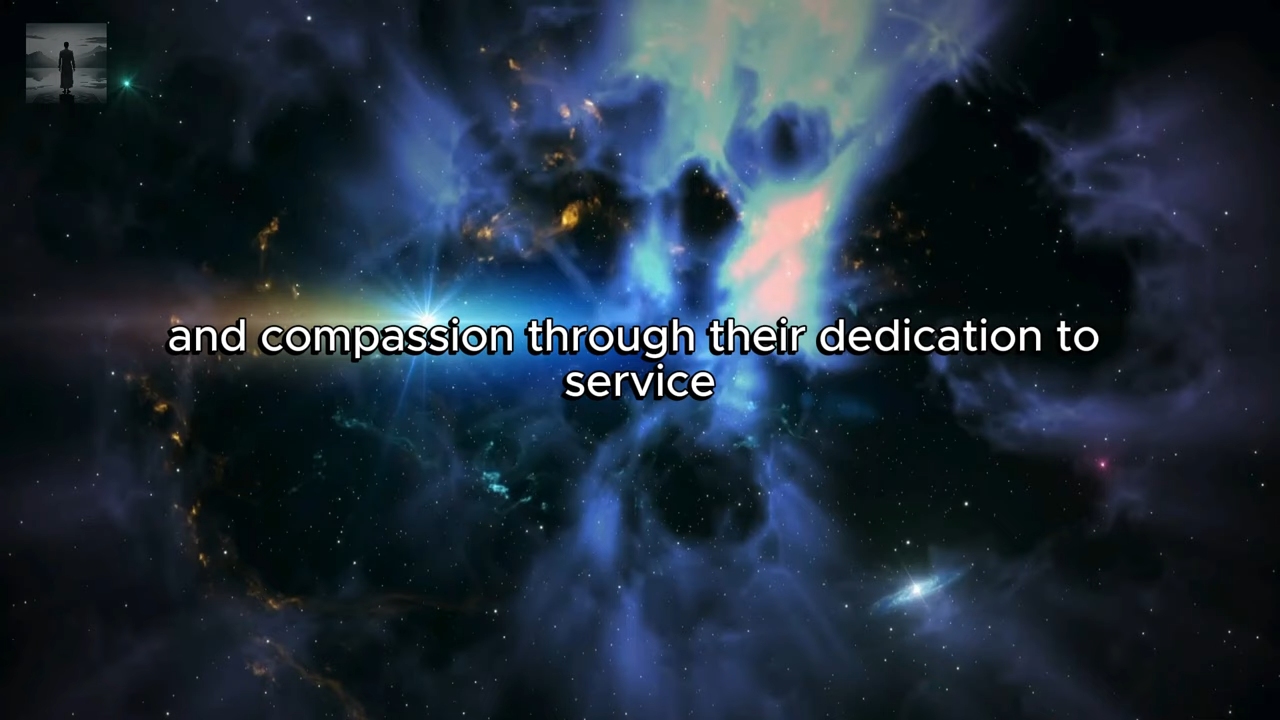 and compassion through their dedication to
service